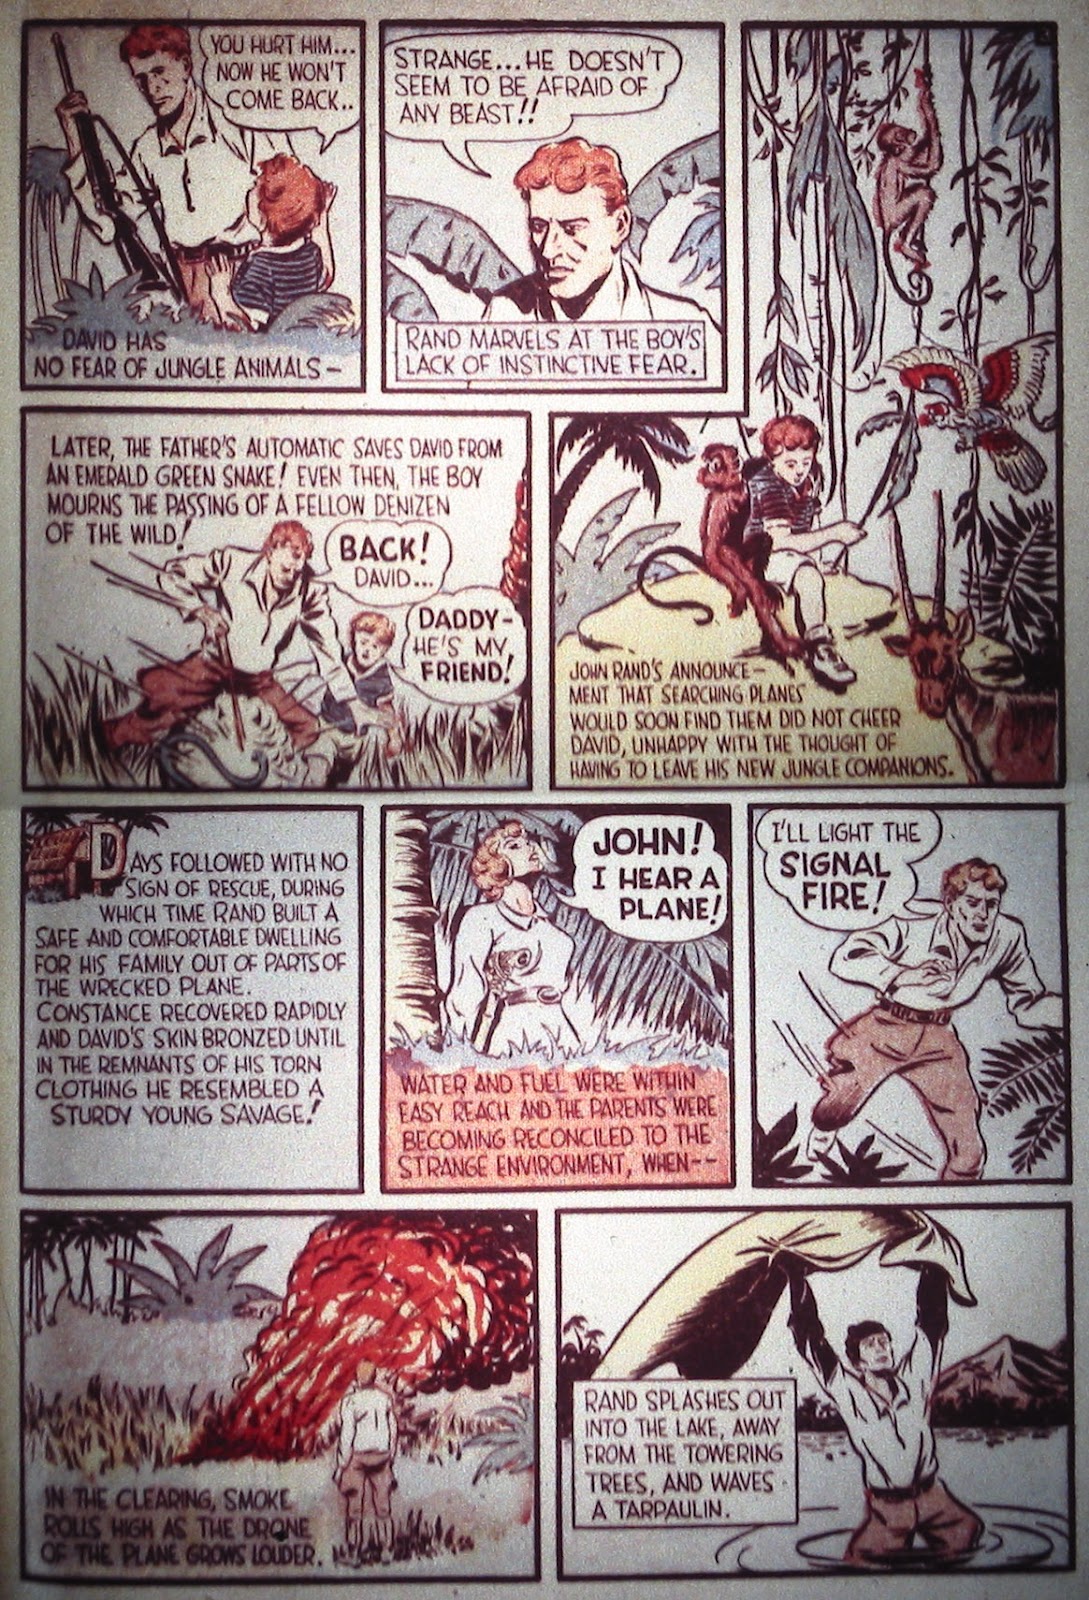 YOU HURT HIM...
NOW HE WON'T
COME BACK..
DAVID HAS
NO FEAR OF JUNGLE ANIMALS —
STRANGE...HE DOESN'T
SEEM TO BE AFRAID OF
ANY BEAST!!
RAND MARVELS AT THE BOY'S
LACK OF INSTINCTIVE FEAR.
LATER, THE FATHER'S AUTOMATIC SAVES DAVID FROM
AN EMERALD GREEN SNAKE! EVEN THEN, THE BOY
MOURNS THE PASSING OF A FELLOW DENIZEN
OF THE WILD!
BACK!
DAVID...
DADDY-
HE'S MY
FRIEND!
JOHN RAND'S ANNOUNCE —
MENT THAT SEARCHING PLANES
WOULD SOON FIND THEM DID NOT CHEER
DAVID, UNHAPPY WITH THE THOUGHT OF
HAVING TO LEAVE HIS NEW JUNGLE COMPANIONS.
DAYS FOLLOWED WITH NO
SIGN OF RESCUE, DURING
WHICH TIME RAND BUILT A
SAFE AND COMFORTABLE DWELLING
FOR HIS FAMILY OUT OF PARTS OF
THE WRECKED PLANE.
CONSTANCE RECOVERED RAPIDLY
AND DAVID'S SKIN BRONZED UNTIL
IN THE REMNANTS OF HIS TORN
CLOTHING HE RESEMBLED A
STURDY YOUNG SAVAGE!
JOHN!
I HEAR A
PLANE!
WATER AND FUEL WERE WITHIN
EASY REACH AND THE PARENTS WERE
BECOMING RECONCILED TO THE
STRANGE ENVIRONMENT, WHEN--
I'LL LIGHT THE
SIGNAL
FIRE!
IN THE CLEARING, SMOKE
ROLLS HIGH AS THE DRONE
OF THE PLANE GROWS LOUDER.
RAND SPLASHES OUT
INTO THE LAKE, AWAY
FROM THE TOWERING
TREES, AND WAVES
A TARPAULIN.